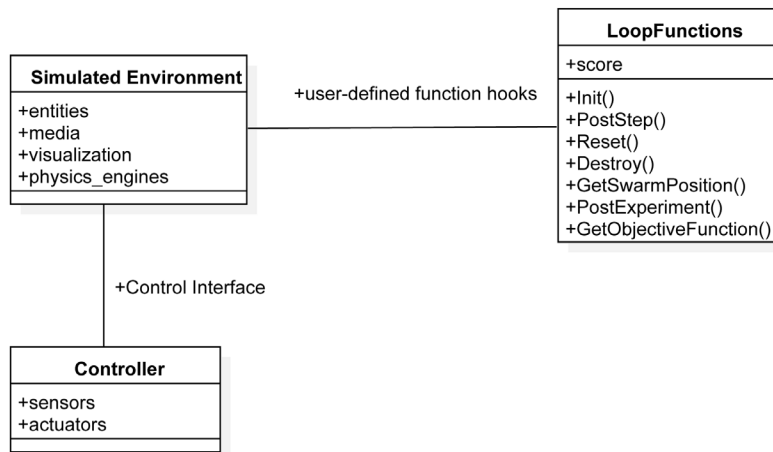 Simulated Environment
+entities
+media
+visualization
+physics_engines
+user-defined function hooks
LoopFunctions
+score
+Init()
+PostStep()
+Reset()
+Destroy()
+GetSwarmPosition()
+PostExperiment()
+GetObjectiveFunction()
+Control Interface
Controller
+sensors
+actuators